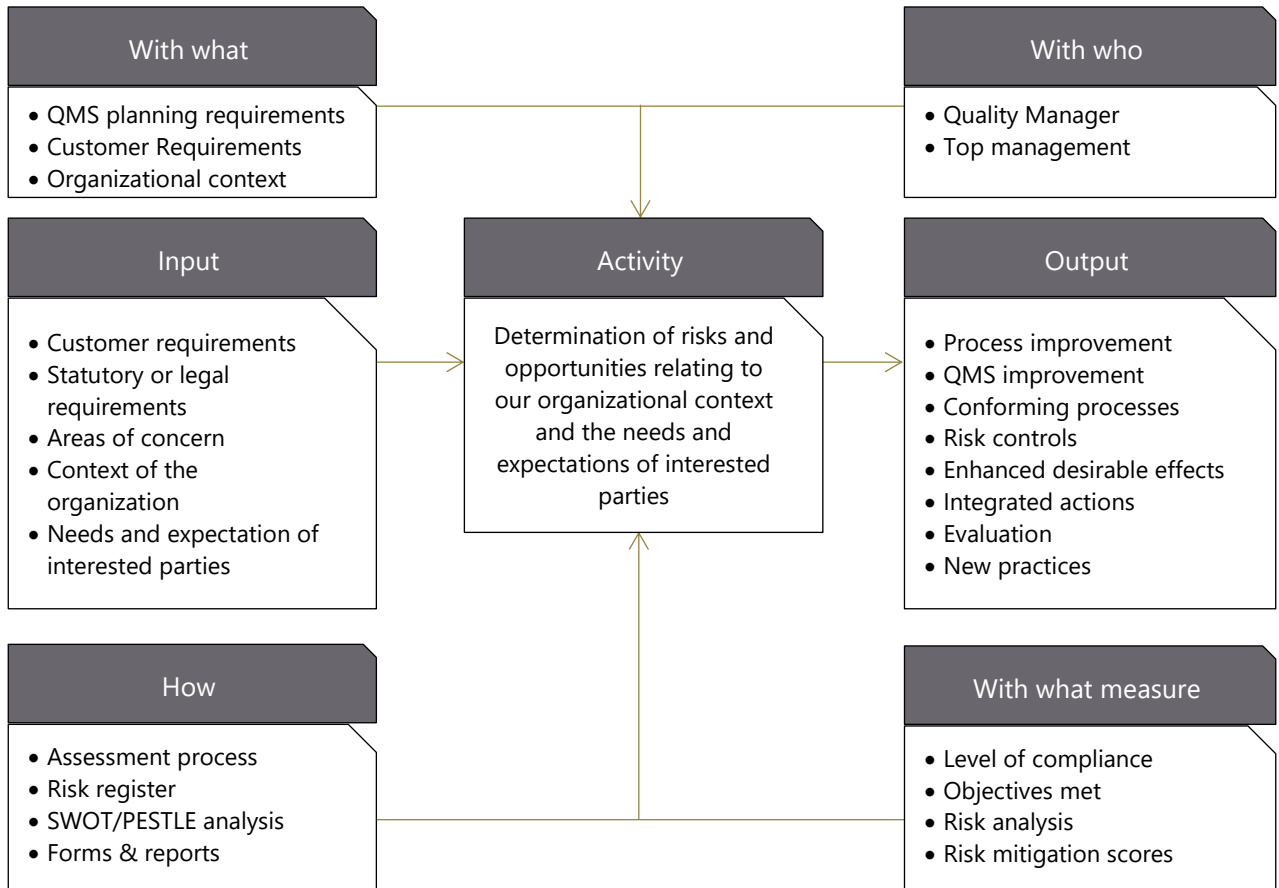 With what
• QMS planning requirements
• Customer Requirements
• Organizational context
With who
• Quality Manager
• Top management
Input
• Customer requirements
• Statutory or legal
requirements
• Areas of concern
• Context of the
organization
• Needs and expectation of
interested parties
Activity
Determination of risks and
opportunities relating to
our organizational context
and the needs and
expectations of interested
parties
Output
• Process improvement
• QMS improvement
• Conforming processes
• Risk controls
• Enhanced desirable effects
• Integrated actions
• Evaluation
• New practices
How
• Assessment process
• Risk register
• SWOT/PESTLE analysis
• Forms & reports
With what measure
• Level of compliance
• Objectives met
• Risk analysis
• Risk mitigation scores